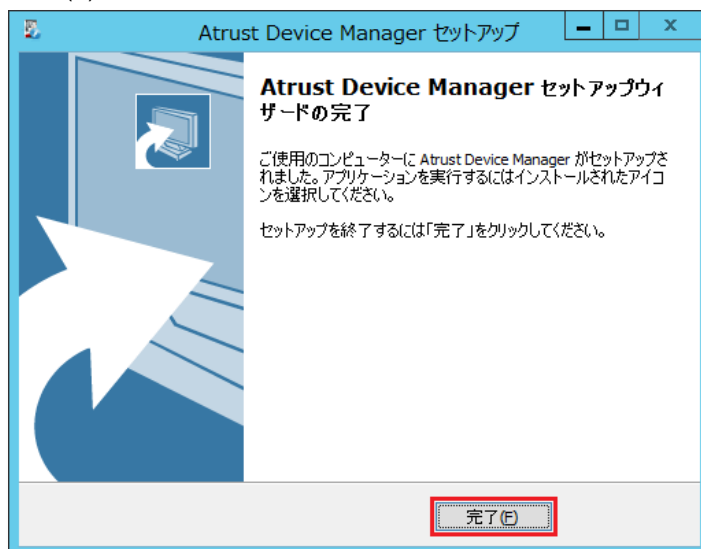 Atrust Device Manager セットアップ
Atrust Device Manager セットアップウィ
ザードの完了
ご使用のコンピューターに Atrust Device Manager がセットアップさ
れました。アプリケーションを実行するにはインストールされたアイコ
ンを選択してください。
セットアップを終了するには「完了」をクリックしてください。
完了(F)